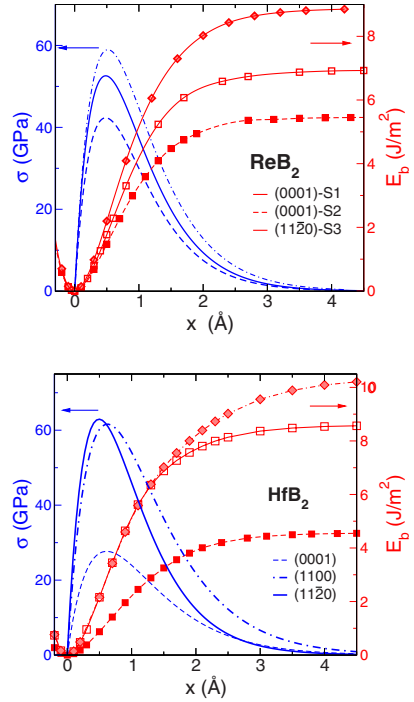 60
40
20
0
σ (GPa)
8
6
4
2
0
E_b (J/m²)
ReB₂
(0001)-S1
(0001)-S2
(112̄0)-S3
0 1 2 3 4
x (Å)
60
40
20
0
σ (GPa)
10
8
6
4
2
0
E_b (J/m²)
HfB₂
(0001)
(1100)
(112̄0)
0 1 2 3 4
x (Å)